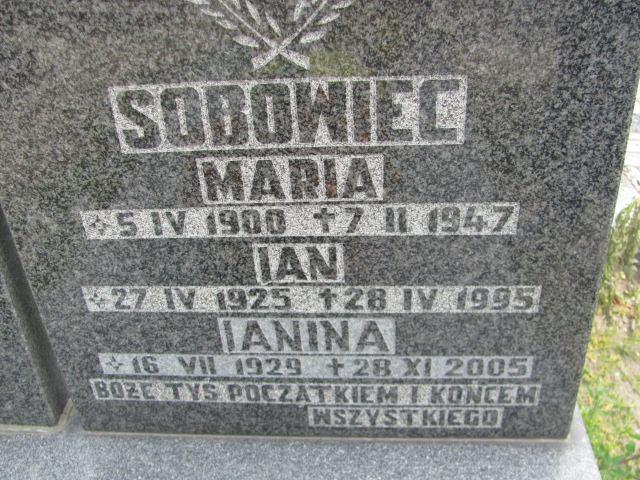 SOBOWIEC
MARIA
*5 IV 1900 †7 II 1947
JAN
*27 IV 1925 †28 IV 1995
JANINA
*16 VII 1929 †28 XI 2005
BOŻE TYŚ POCZĄTKIEM I KOŃCEM
WSZYSTKIEGO